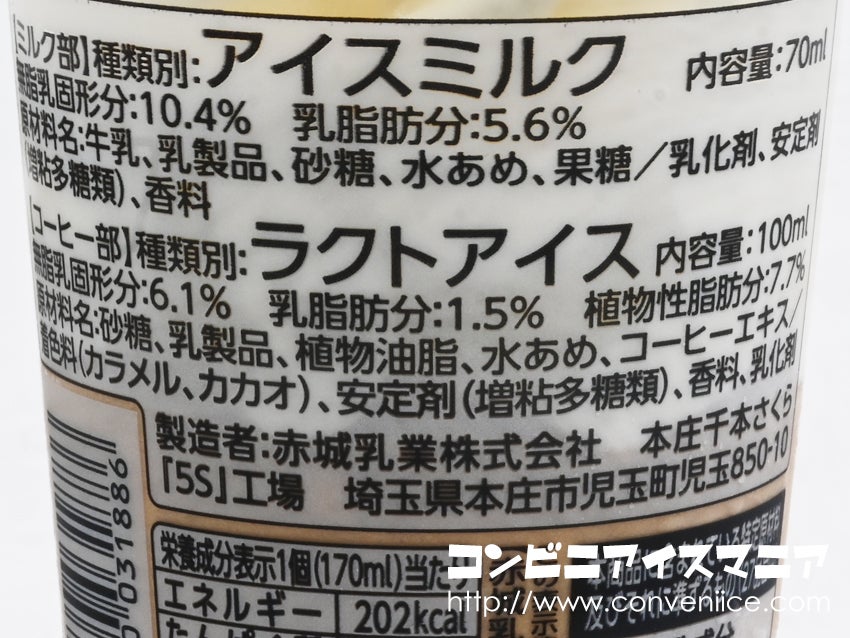 【ミルク部】種類別:アイスミルク 内容量:70ml
無脂乳固形分:10.4% 乳脂肪分:5.6%
原材料名:牛乳、乳製品、砂糖、水あめ、果糖／乳化剤、安定剤
(増粘多糖類)、香料
【コーヒー部】種類別:ラクトアイス 内容量:100ml
無脂乳固形分:6.1% 乳脂肪分:1.5% 植物性脂肪分:7.7%
原材料名:砂糖、乳製品、植物油脂、水あめ、コーヒーエキス／
着色料(カラメル、カカオ)、安定剤(増粘多糖類)、香料、乳化剤
製造者:赤城乳業株式会社 本庄千本さくら
「5S」工場 埼玉県本庄市児玉町児玉850-10
031886
栄養成分表示1個(170ml)当た
エネルギー 202kcal
コンビニアイスマニア
http://www.conveniice.com/